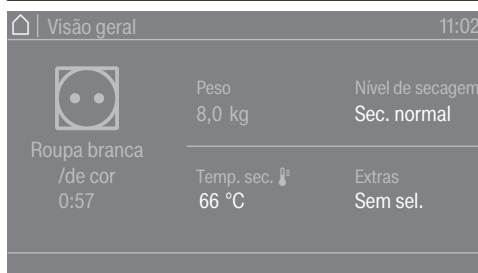 Visão geral 11:02
Peso
8,0 kg
Nível de secagem
Sec. normal
Roupa branca
/de cor
0:57
Temp. sec.
66 °C
Extras
Sem sel.